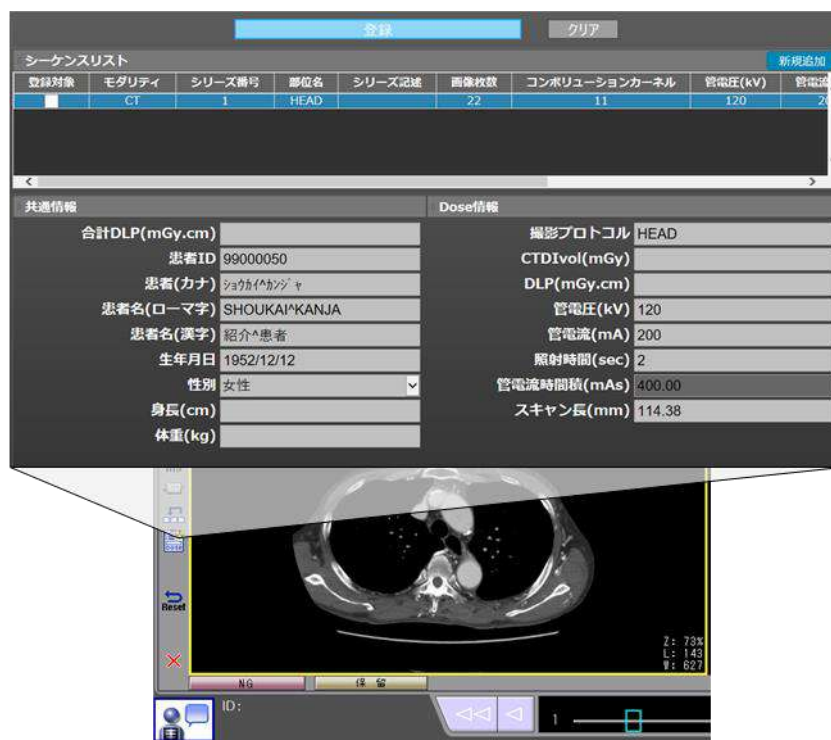 登録 クリア
シーケンスリスト 新規追加
登録対象 モダリティ シリーズ番号 部位名 シリーズ記述 画像枚数 コンボリューションカーネル 管電圧(kV) 管電流
CT 1 HEAD 22 11 120 20
共通情報 Dose情報
合計DLP(mGy.cm) 撮影プロトコル HEAD
患者ID 99000050 CTDIvol(mGy)
患者(カナ) ｼｮｳｶｲ^ｶﾝｼﾞｬ DLP(mGy.cm)
患者名(ローマ字) SHOUKAI^KANJA 管電圧(kV) 120
患者名(漢字) 紹介^患者 管電流(mA) 200
生年月日 1952/12/12 照射時間(sec) 2
性別 女性 管電流時間積(mAs) 400.00
身長(cm) スキャン長(mm) 114.38
体重(kg)
DOSE
Reset
Z: 73%
L: 143
W: 627
NG 保 留
ID: 1